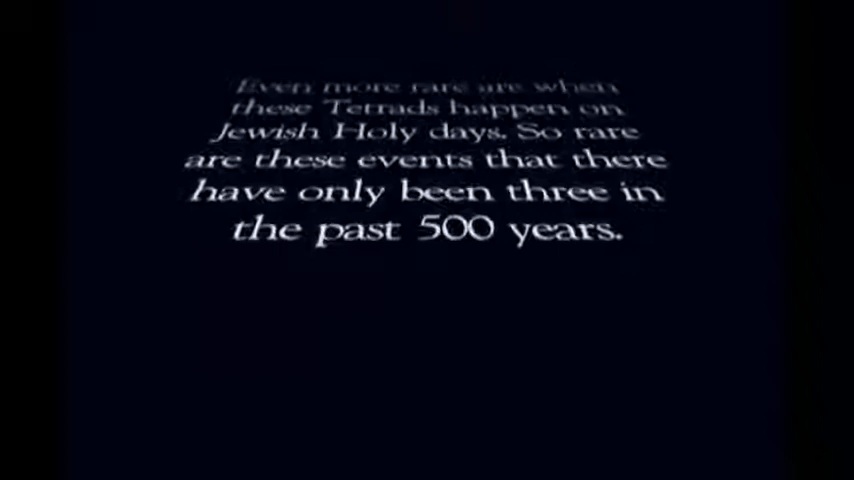 Even more rare are when
these Tetrads happen on
Jewish Holy days. So rare
are these events that there
have only been three in
the past 500 years.